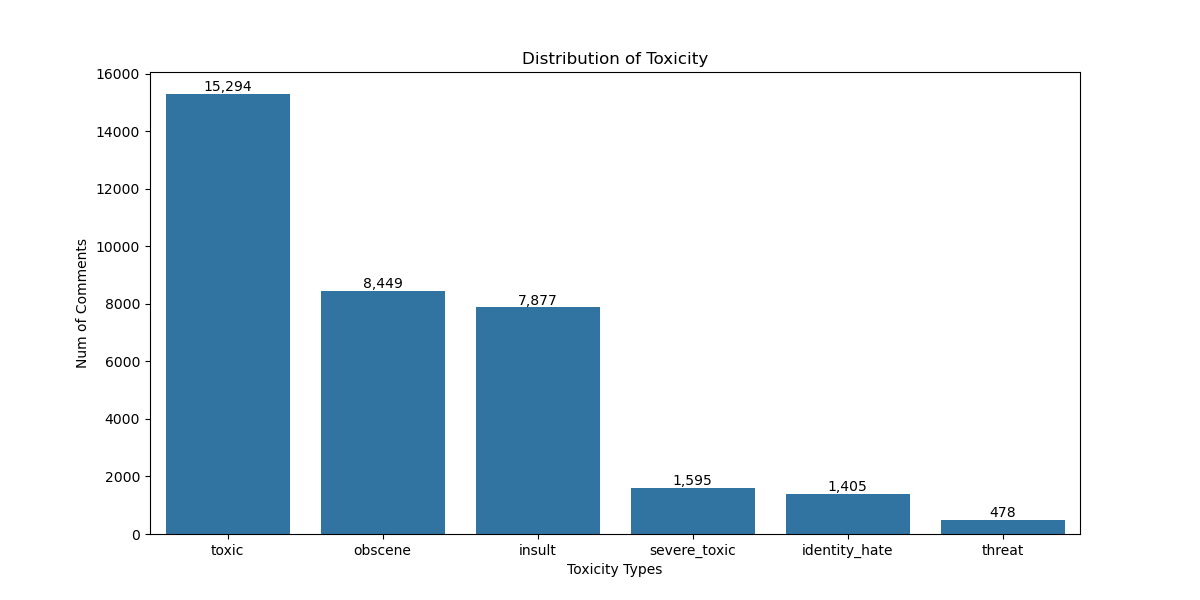 Distribution of Toxicity
Num of Comments
16000
14000
12000
10000
8000
6000
4000
2000
0
15,294
8,449
7,877
1,595
1,405
478
toxic
obscene
insult
severe_toxic
identity_hate
threat
Toxicity Types